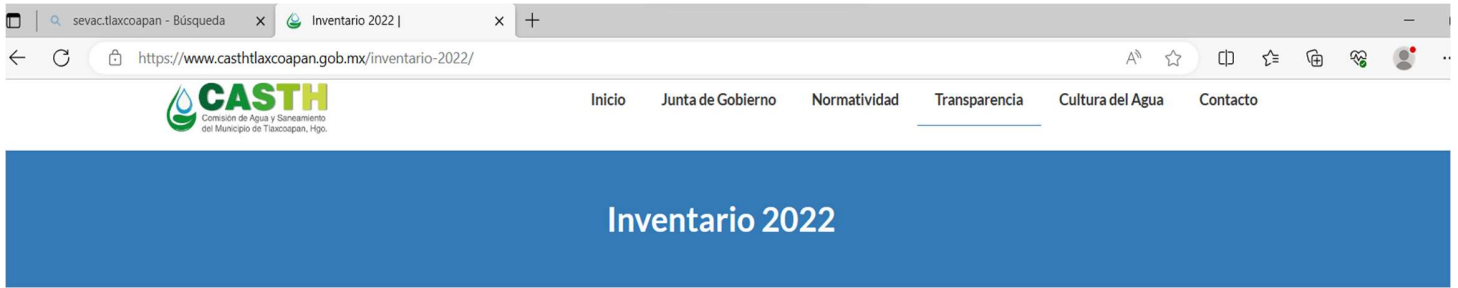 sevac.tlaxcoapan - Búsqueda
Inventario 2022 |
https://www.casthtlaxcoapan.gob.mx/inventario-2022/
CASTH
Comisión de Agua y Saneamiento
del Municipio de Tlaxcoapan, Hgo.
Inicio Junta de Gobierno Normatividad Transparencia Cultura del Agua Contacto
Inventario 2022